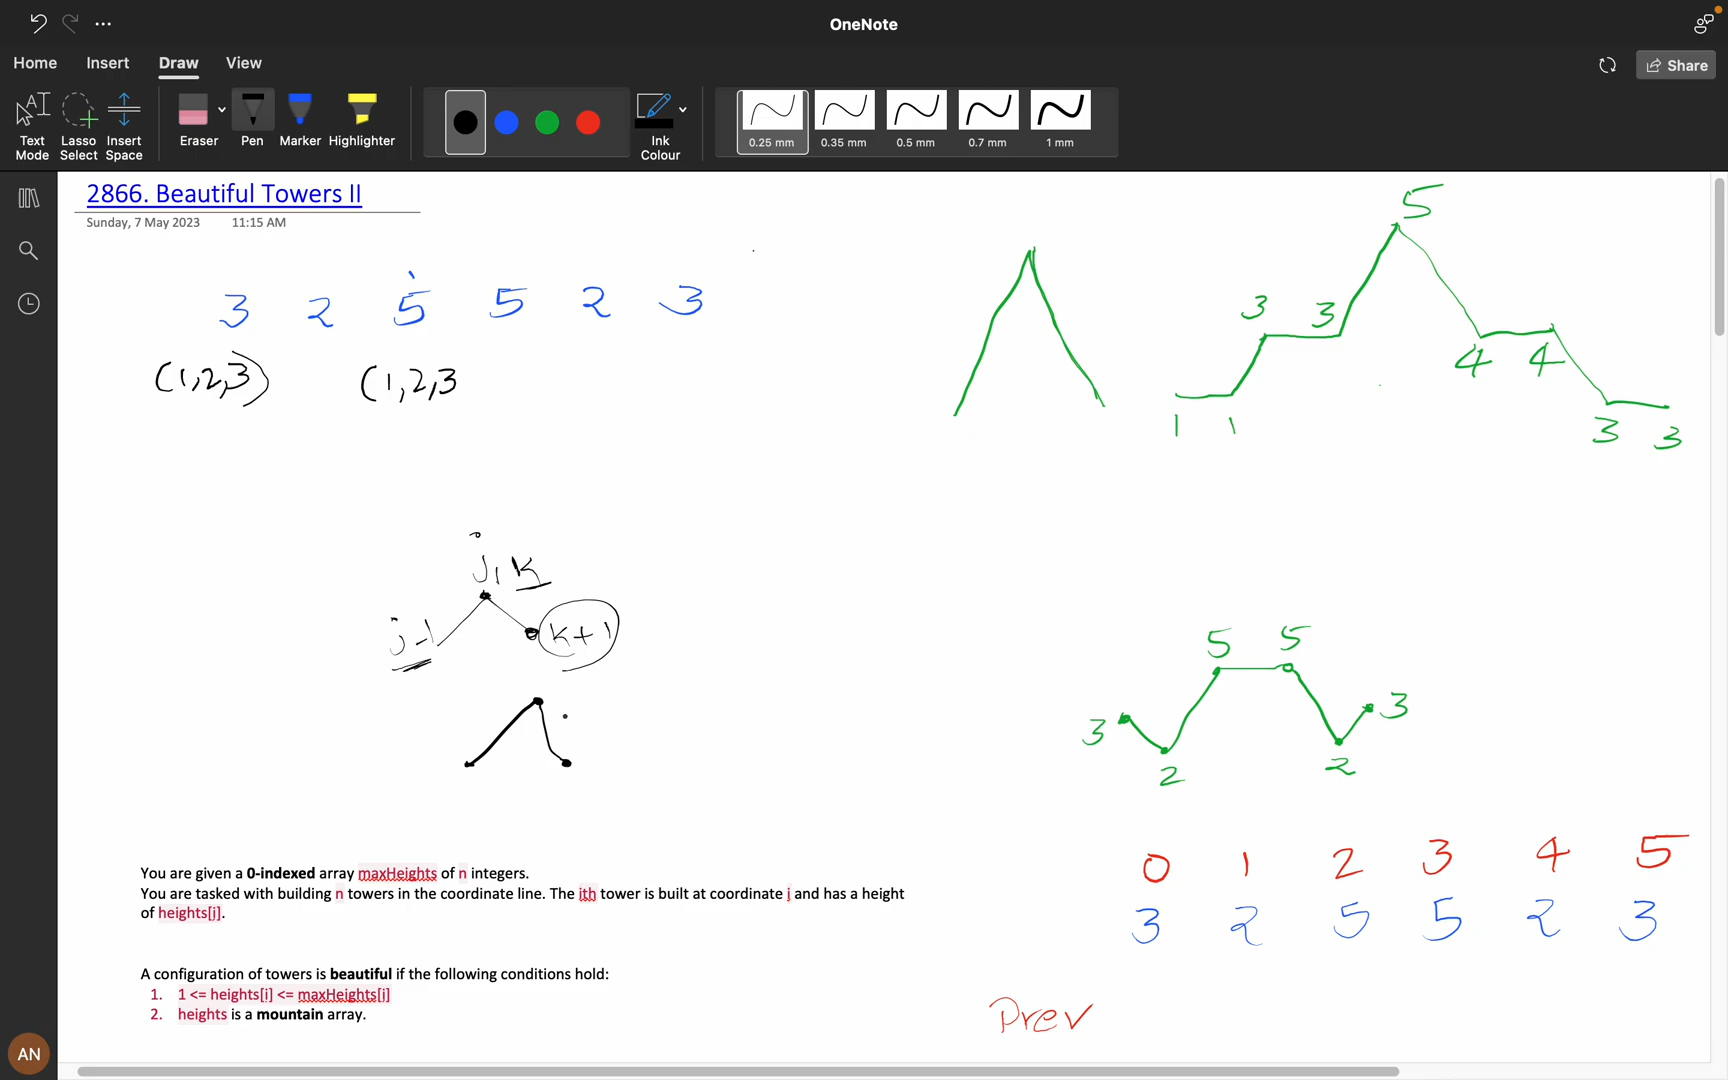 OneNote
Home Insert Draw View
Share
Text Mode
Lasso Select
Insert Space
Eraser
Pen
Marker
Highlighter
Ink Colour
0.25 mm
0.35 mm
0.5 mm
0.7 mm
1 mm
2866. Beautiful Towers II
Sunday, 7 May 2023 11:15 AM
3 2 5 5 2 3
(1,2,3) (1,2,3
5
3 3
4 4
1 1
3 3
j, k
j-1 k+1
5 5
3 3
2 2
You are given a 0-indexed array maxHeights of n integers.
You are tasked with building n towers in the coordinate line. The ith tower is built at coordinate i and has a height
of heights[i].
A configuration of towers is beautiful if the following conditions hold:
1. 1 <= heights[i] <= maxHeights[i]
2. heights is a mountain array.
0 1 2 3 4 5
3 2 5 5 2 3
Prev
AN